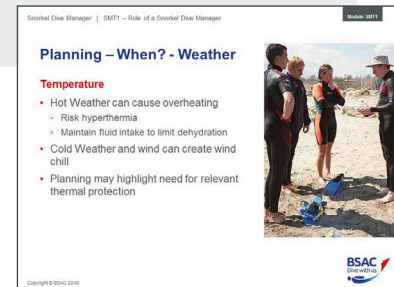 Snorkel Dive Manager | SMT1 – Role of a Snorkel Dive Manager
Module SMT1
Planning – When? - Weather
Temperature
• Hot Weather can cause overheating
◦ Risk hyperthermia
◦ Maintain fluid intake to limit dehydration
• Cold Weather and wind can create wind
chill
• Planning may highlight need for relevant
thermal protection
BSAC
Dive with us
Copyright © BSAC 2010